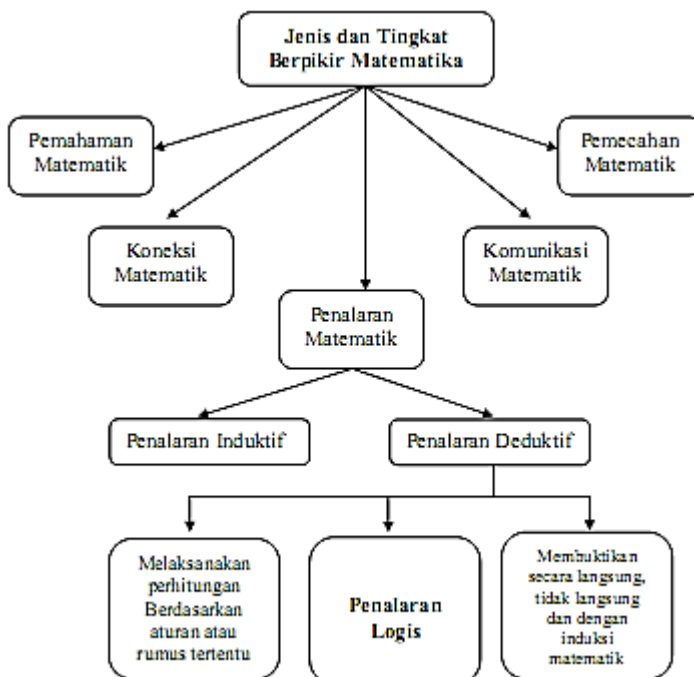 Jenis dan Tingkat
Berpikir Matematika
Pemahaman
Matematik
Pemecahan
Matematik
Koneksi
Matematik
Komunikasi
Matematik
Penalaran
Matematik
Penalaran Induktif
Penalaran Deduktif
Melaksanakan
perhitungan
Berdasarkan
aturan atau
rumus tertentu
Penalaran
Logis
Membuktikan
secara langsung,
tidak langsung
dan dengan
induksi
matematik